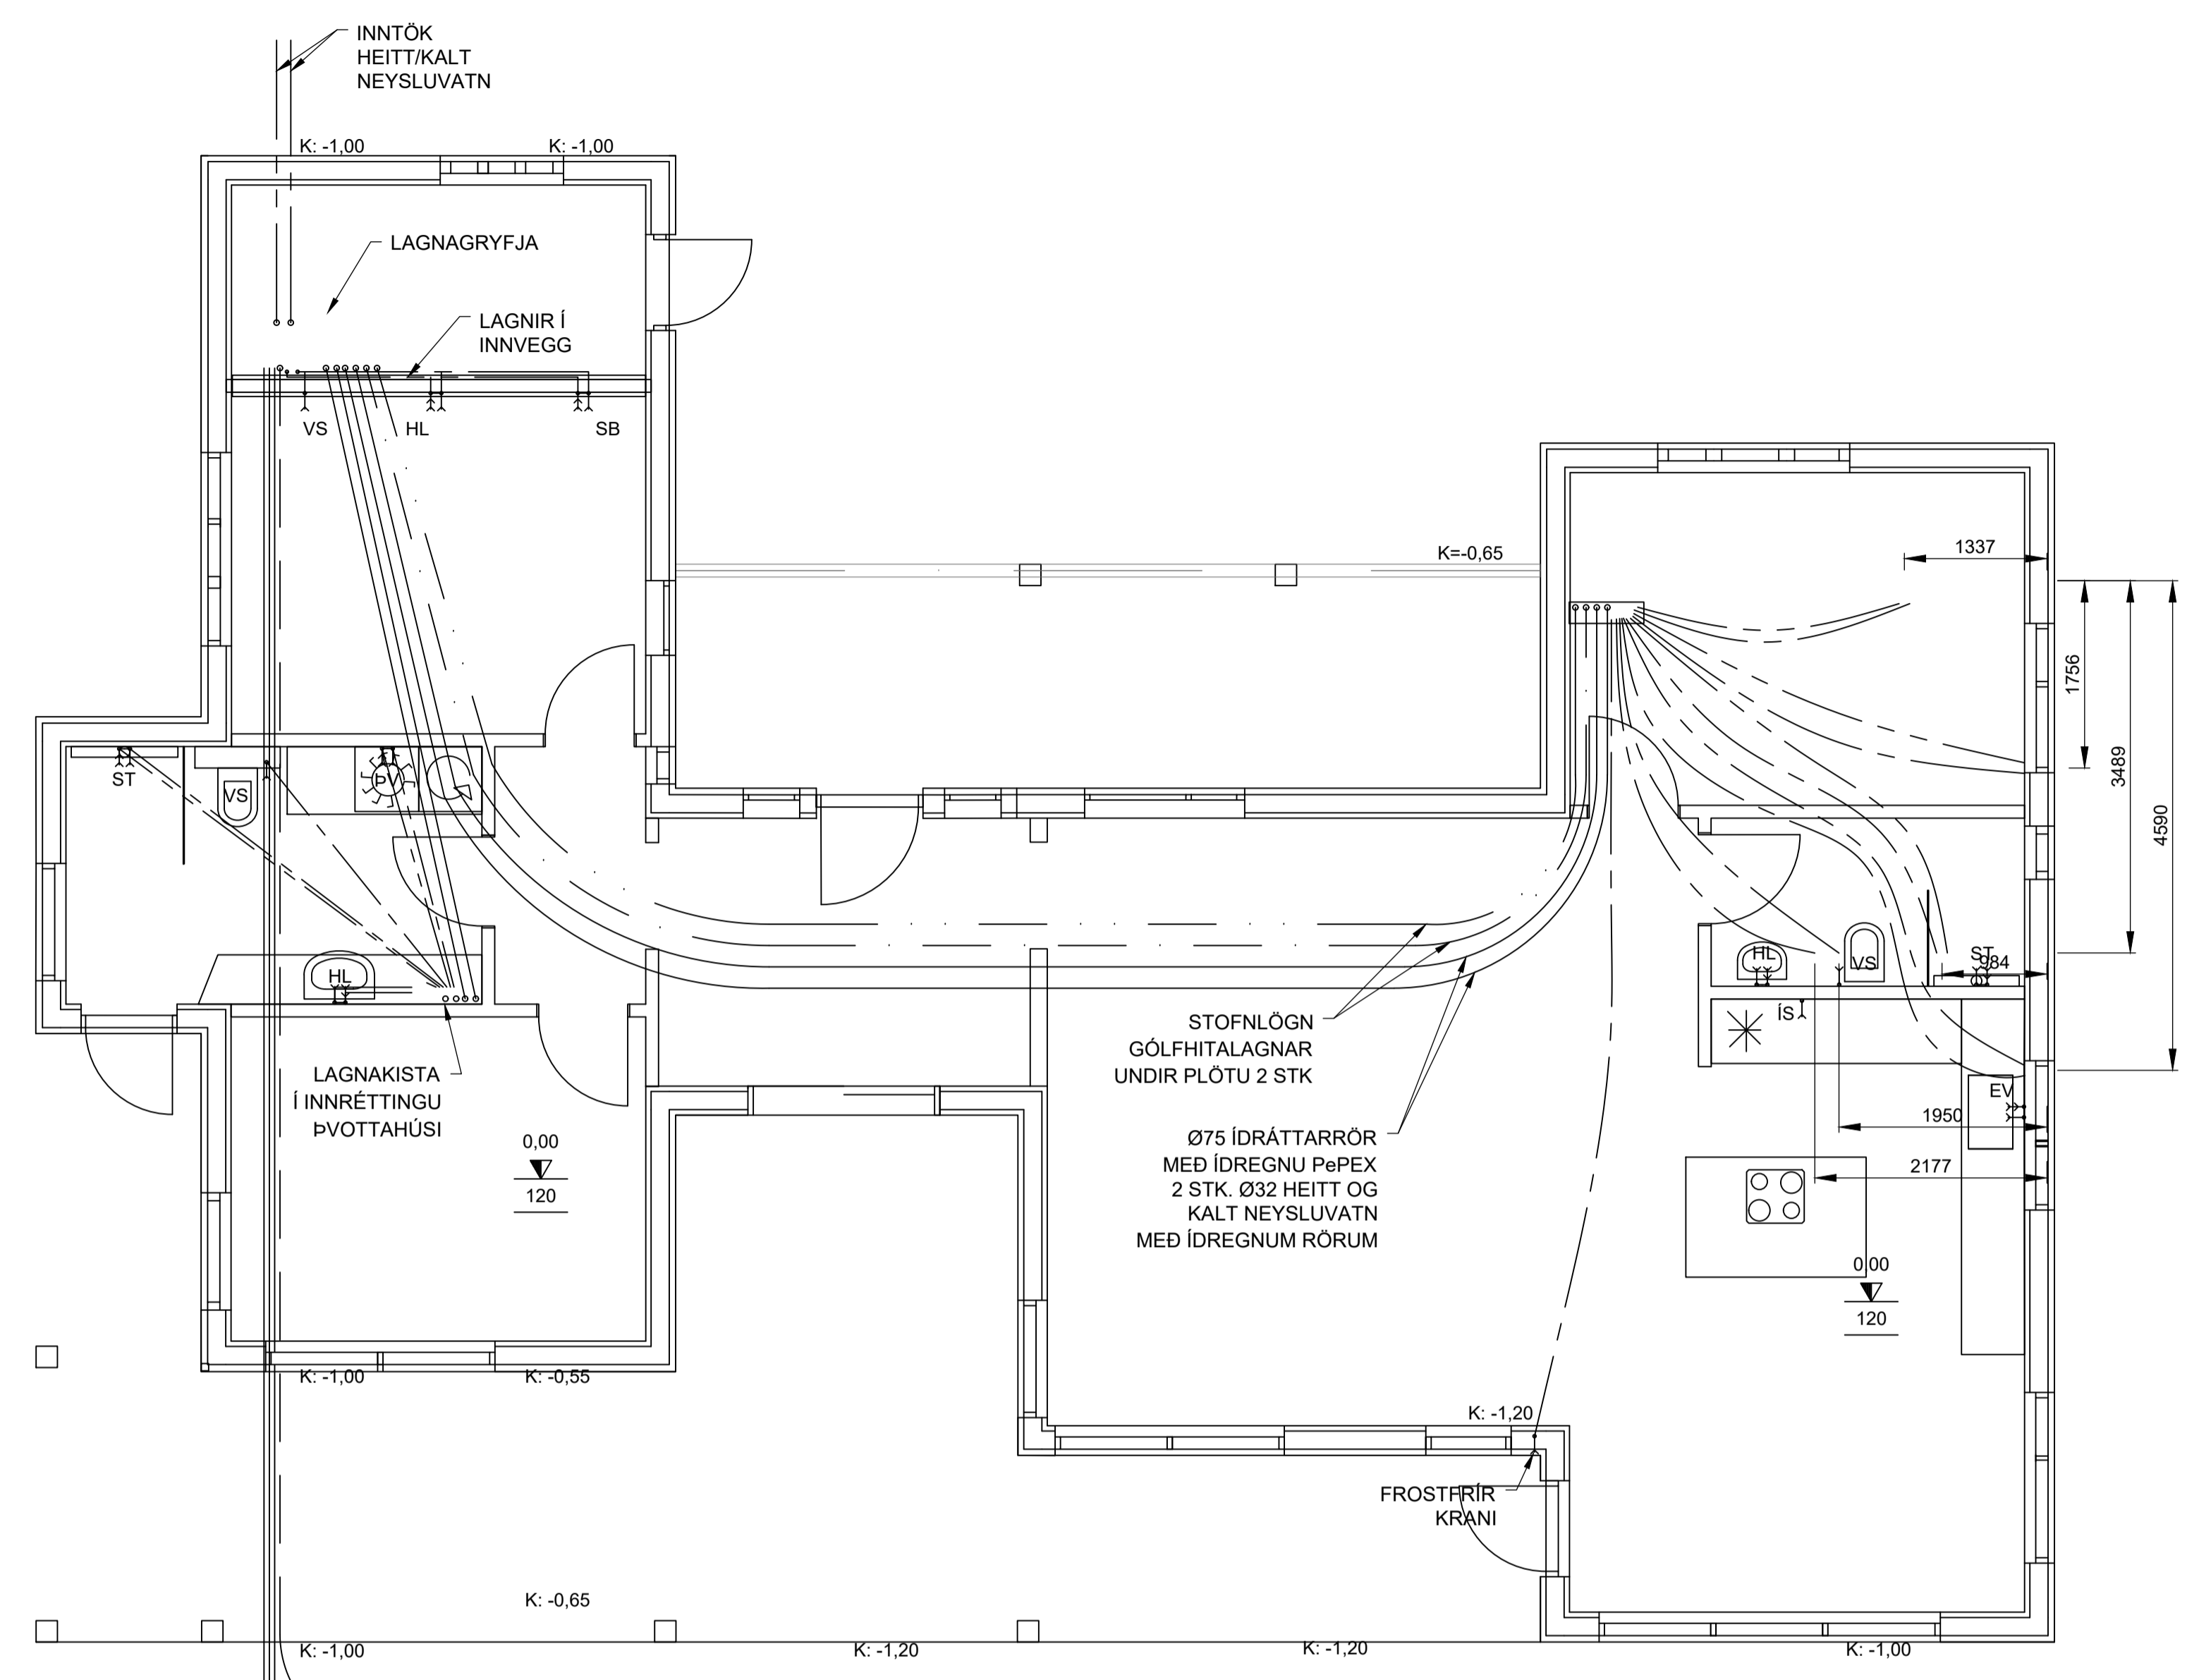 INNTÖK
HEITT/KALT
NEYSLUVATN
K: -1,00
K: -1,00
LAGNAGRYFJA
LAGNIR Í
INNVEGG
VS
HL
SB
K=-0,65
1337
1756
3489
4590
ST
VS
ÞV
HL
HL
VS
ST
984
ÍS
EV
1950
2177
STOFNLÖGN
GÓLFHITALAGNAR
UNDIR PLÖTU 2 STK
LAGNAKISTA
Í INNRÉTTINGU
ÞVOTTAHÚSI
0,00
120
Ø75 ÍDRÁTTARRÖR
MEÐ ÍDREGNU PePEX
2 STK. Ø32 HEITT OG
KALT NEYSLUVATN
MEÐ ÍDREGNUM RÖRUM
0,00
120
K: -1,00
K: -0,55
K: -1,20
FROSTFRÍR
KRANI
K: -0,65
K: -1,00
K: -1,20
K: -1,20
K: -1,00